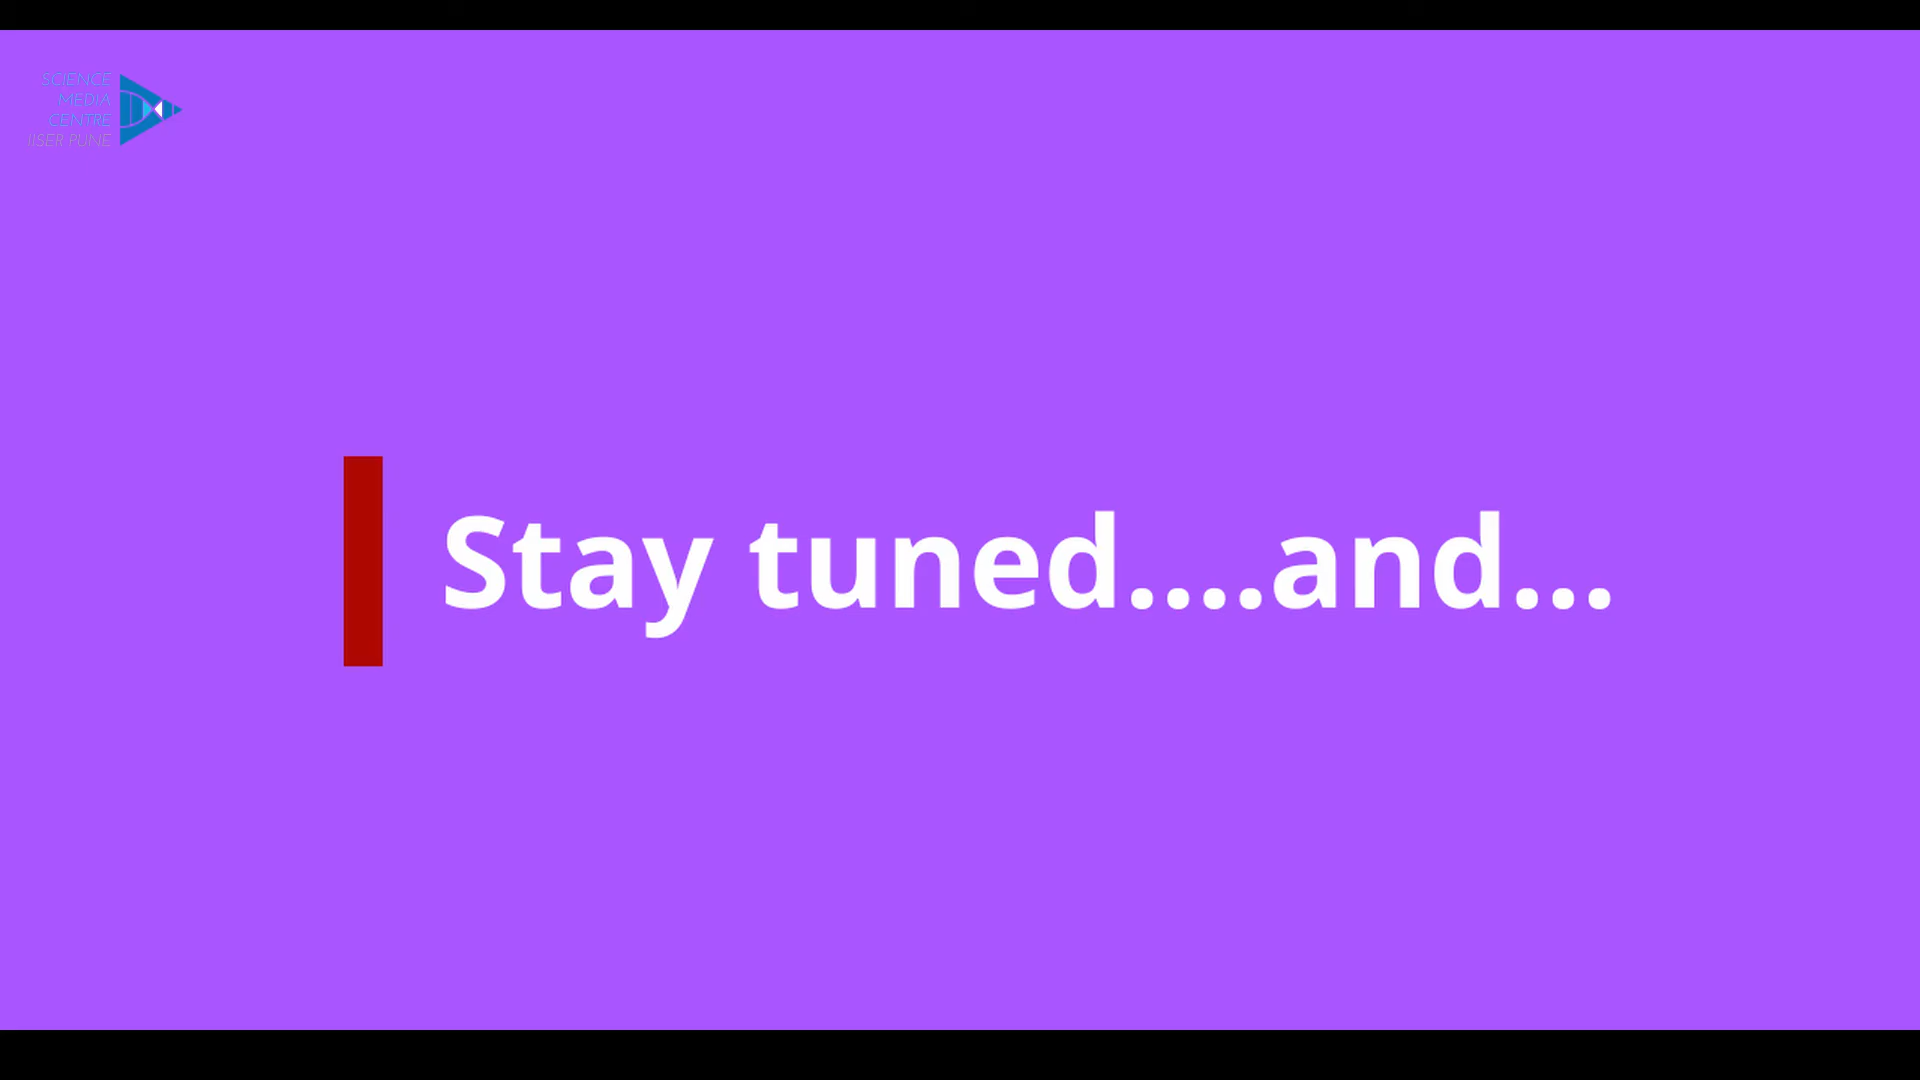 SCIENCE
MEDIA
CENTRE
IISER PUNE
Stay tuned....and...